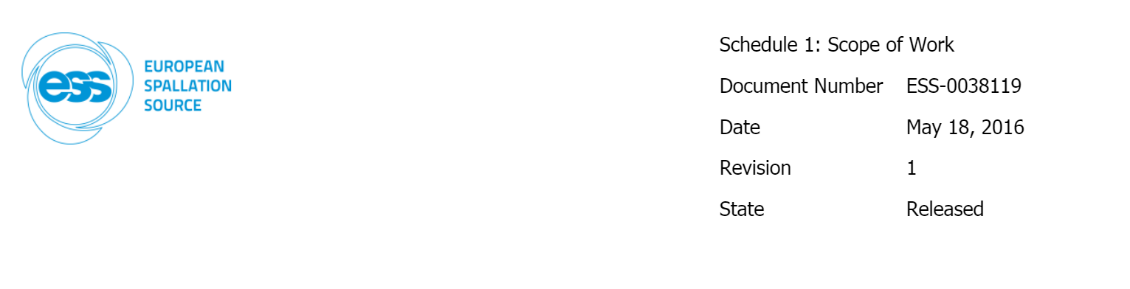 ess
EUROPEAN
SPALLATION
SOURCE
Schedule 1: Scope of Work
Document Number ESS-0038119
Date May 18, 2016
Revision 1
State Released